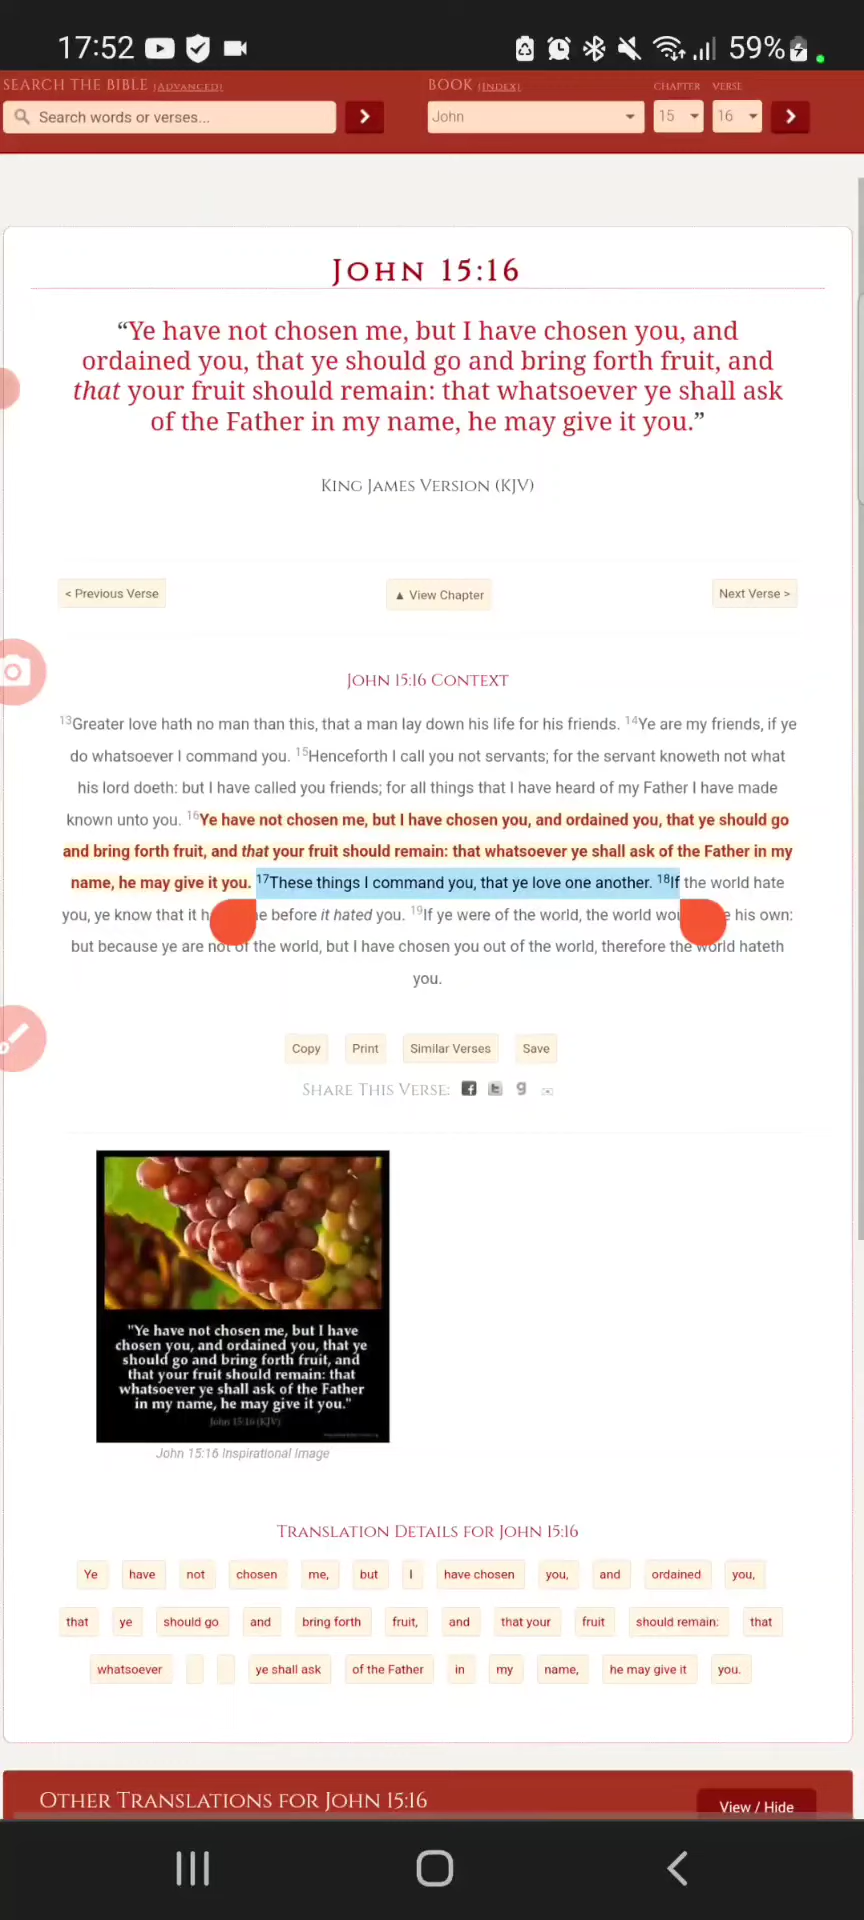 17:52 59%
SEARCH THE BIBLE (ADVANCED) BOOK (INDEX) CHAPTER VERSE
Search words or verses... John 15 16
JOHN 15:16
“Ye have not chosen me, but I have chosen you, and
ordained you, that ye should go and bring forth fruit, and
that your fruit should remain: that whatsoever ye shall ask
of the Father in my name, he may give it you.”
KING JAMES VERSION (KJV)
< Previous Verse ▲ View Chapter Next Verse >
JOHN 15:16 CONTEXT
13Greater love hath no man than this, that a man lay down his life for his friends. 14Ye are my friends, if ye
do whatsoever I command you. 15Henceforth I call you not servants; for the servant knoweth not what
his lord doeth: but I have called you friends; for all things that I have heard of my Father I have made
known unto you. 16Ye have not chosen me, but I have chosen you, and ordained you, that ye should go
and bring forth fruit, and that your fruit should remain: that whatsoever ye shall ask of the Father in my
name, he may give it you. 17These things I command you, that ye love one another. 18If the world hate
you, ye know that it before it hated you. 19If ye were of the world, the world his own:
but because ye are not of the world, but I have chosen you out of the world, therefore the world hateth
you.
Copy Print Similar Verses Save
SHARE THIS VERSE:
"Ye have not chosen me, but I have
chosen you, and ordained you, that ye
should go and bring forth fruit, and
that your fruit should remain: that
whatsoever ye shall ask of the Father
in my name, he may give it you."
John 15:16 (KJV)
John 15:16 Inspirational Image
TRANSLATION DETAILS FOR JOHN 15:16
Ye have not chosen me, but I have chosen you, and ordained you,
that ye should go and bring forth fruit, and that your fruit should remain: that
whatsoever ye shall ask of the Father in my name, he may give it you.
OTHER TRANSLATIONS FOR JOHN 15:16 View / Hide